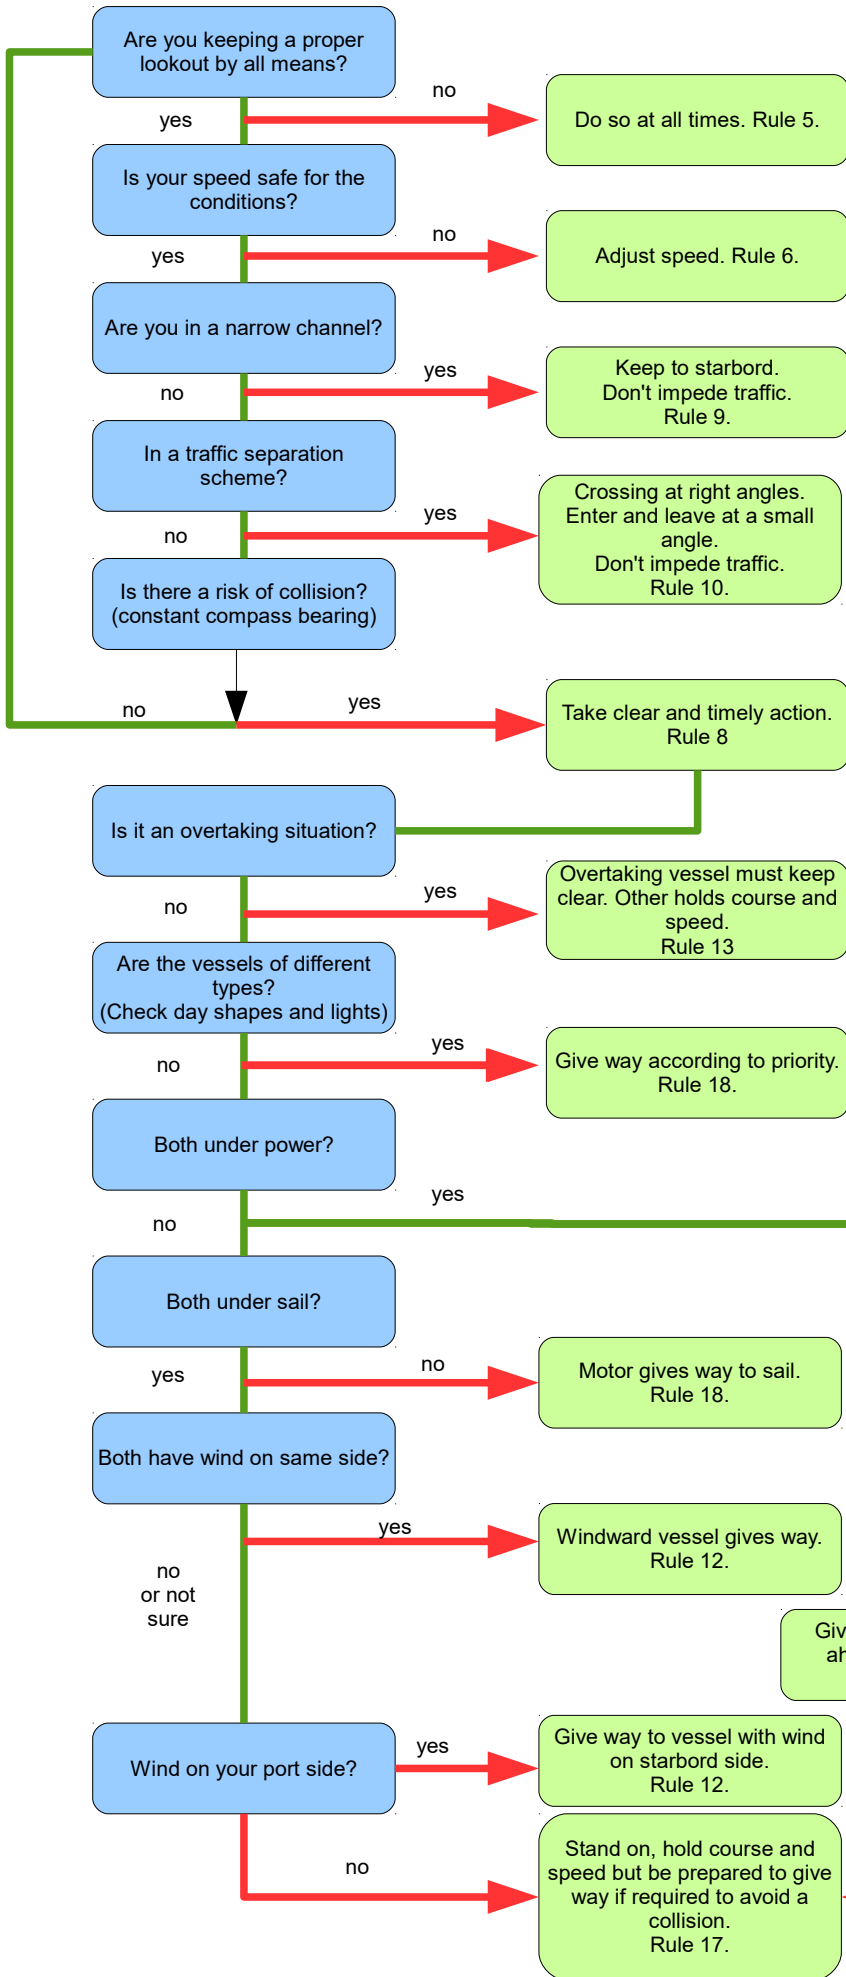 Are you keeping a proper
lookout by all means?
no
yes
Do so at all times. Rule 5.
Is your speed safe for the
conditions?
no
yes
Adjust speed. Rule 6.
Are you in a narrow channel?
yes
no
Keep to starbord.
Don't impede traffic.
Rule 9.
In a traffic separation
scheme?
yes
no
Crossing at right angles.
Enter and leave at a small
angle.
Don't impede traffic.
Rule 10.
Is there a risk of collision?
(constant compass bearing)
no
yes
Take clear and timely action.
Rule 8
Is it an overtaking situation?
yes
no
Overtaking vessel must keep
clear. Other holds course and
speed.
Rule 13
Are the vessels of different
types?
(Check day shapes and lights)
yes
no
Give way according to priority.
Rule 18.
Both under power?
yes
no
Both under sail?
yes
no
Motor gives way to sail.
Rule 18.
Both have wind on same side?
yes
Windward vessel gives way.
Rule 12.
no
or not
sure
Giv
ah
Wind on your port side?
yes
Give way to vessel with wind
on starbord side.
Rule 12.
no
Stand on, hold course and
speed but be prepared to give
way if required to avoid a
collision.
Rule 17.